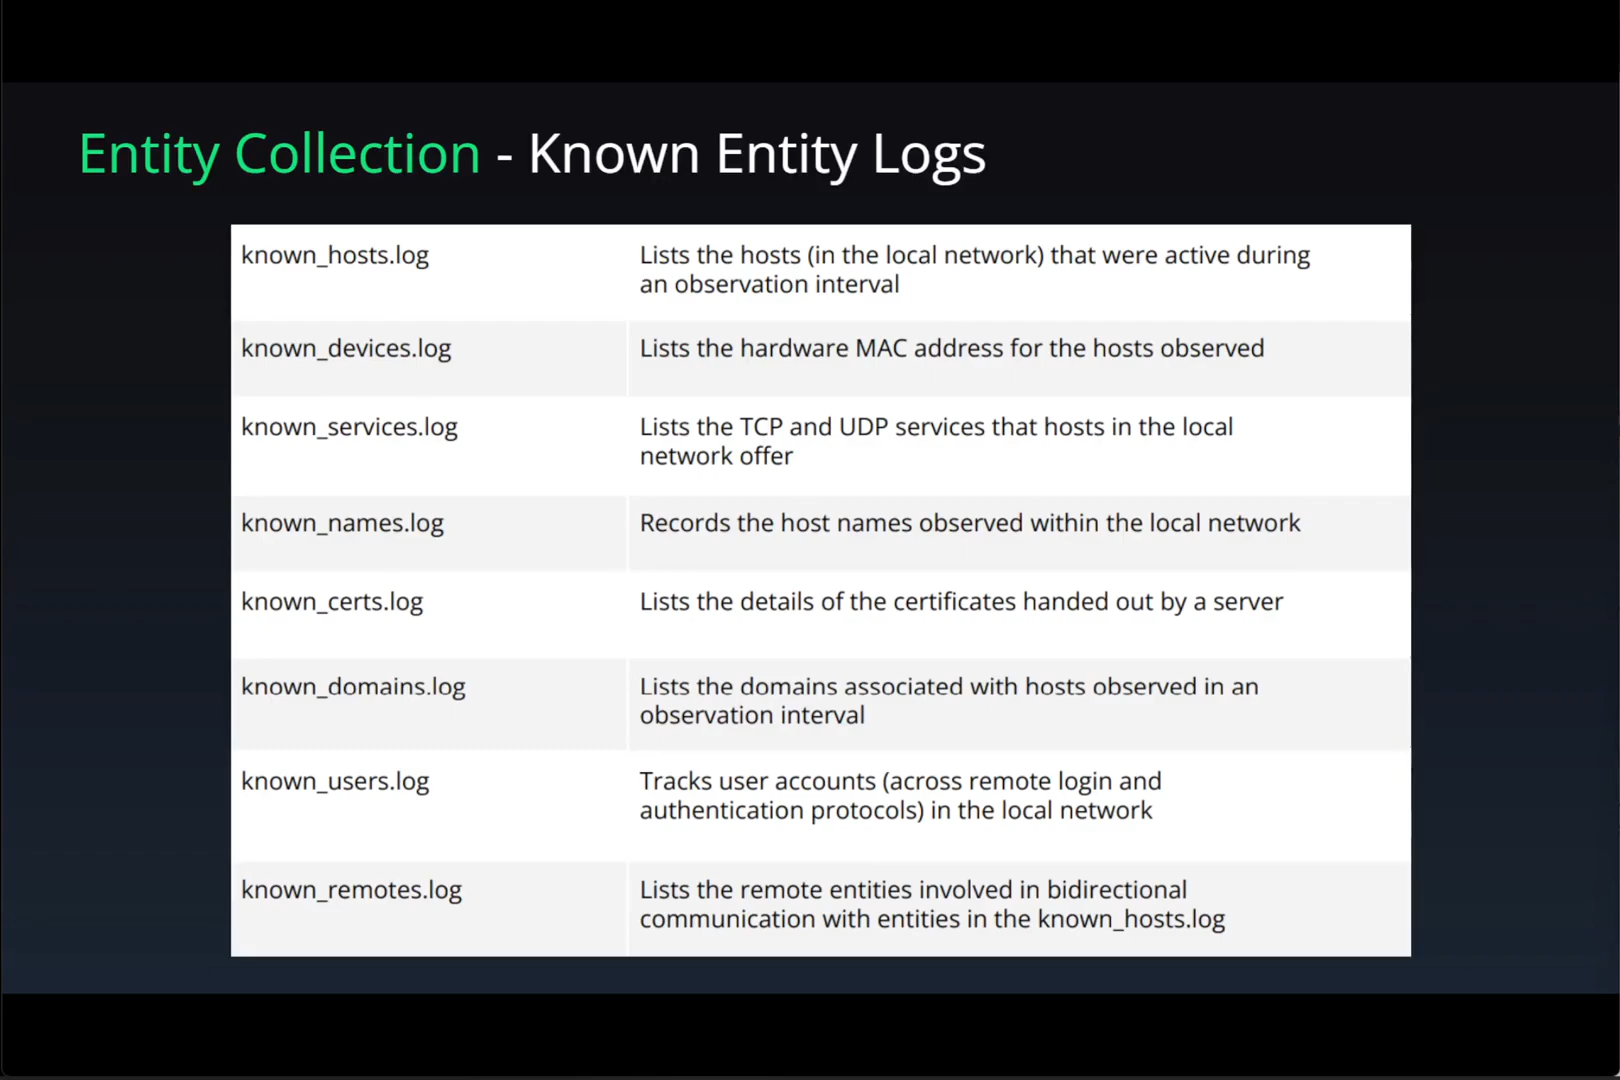 Entity Collection - Known Entity Logs
known_hosts.log
Lists the hosts (in the local network) that were active during
an observation interval
known_devices.log
Lists the hardware MAC address for the hosts observed
known_services.log
Lists the TCP and UDP services that hosts in the local
network offer
known_names.log
Records the host names observed within the local network
known_certs.log
Lists the details of the certificates handed out by a server
known_domains.log
Lists the domains associated with hosts observed in an
observation interval
known_users.log
Tracks user accounts (across remote login and
authentication protocols) in the local network
known_remotes.log
Lists the remote entities involved in bidirectional
communication with entities in the known_hosts.log